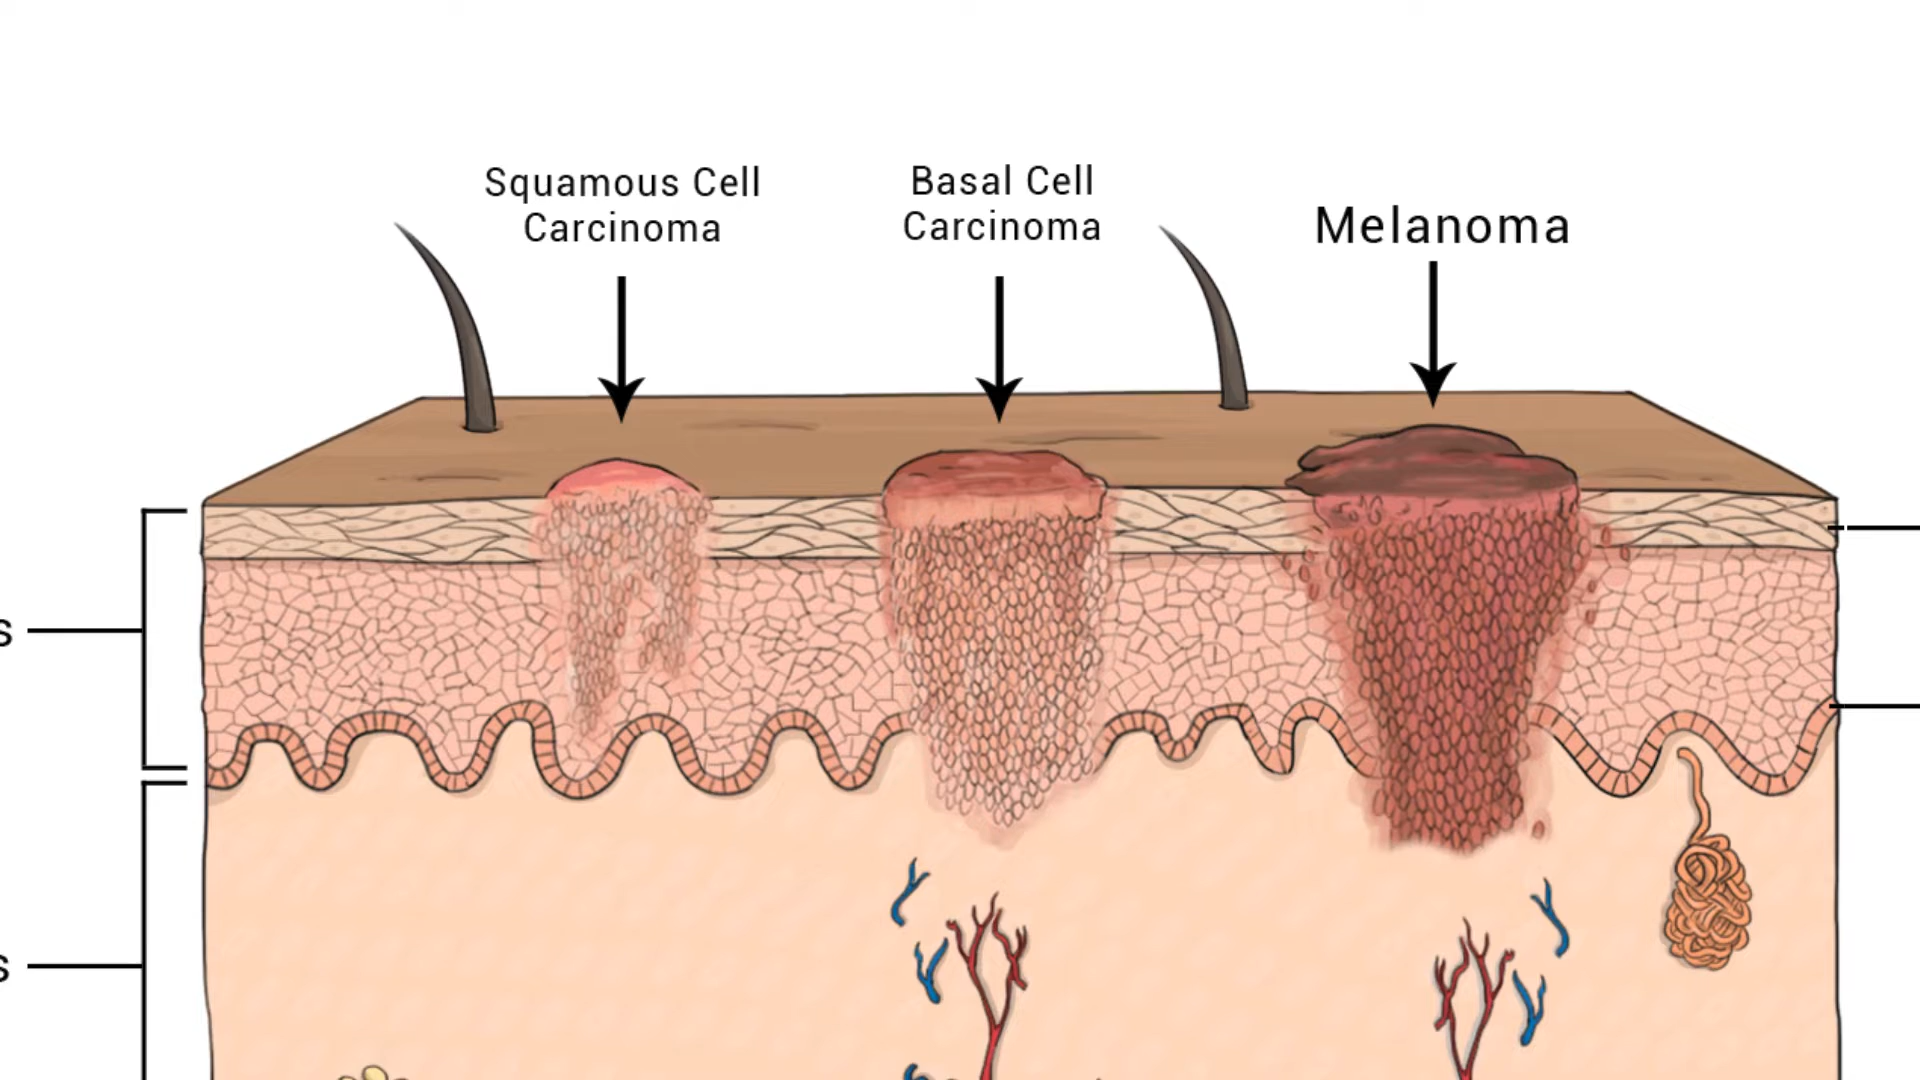 Squamous Cell
Carcinoma
Basal Cell
Carcinoma
Melanoma
s
s